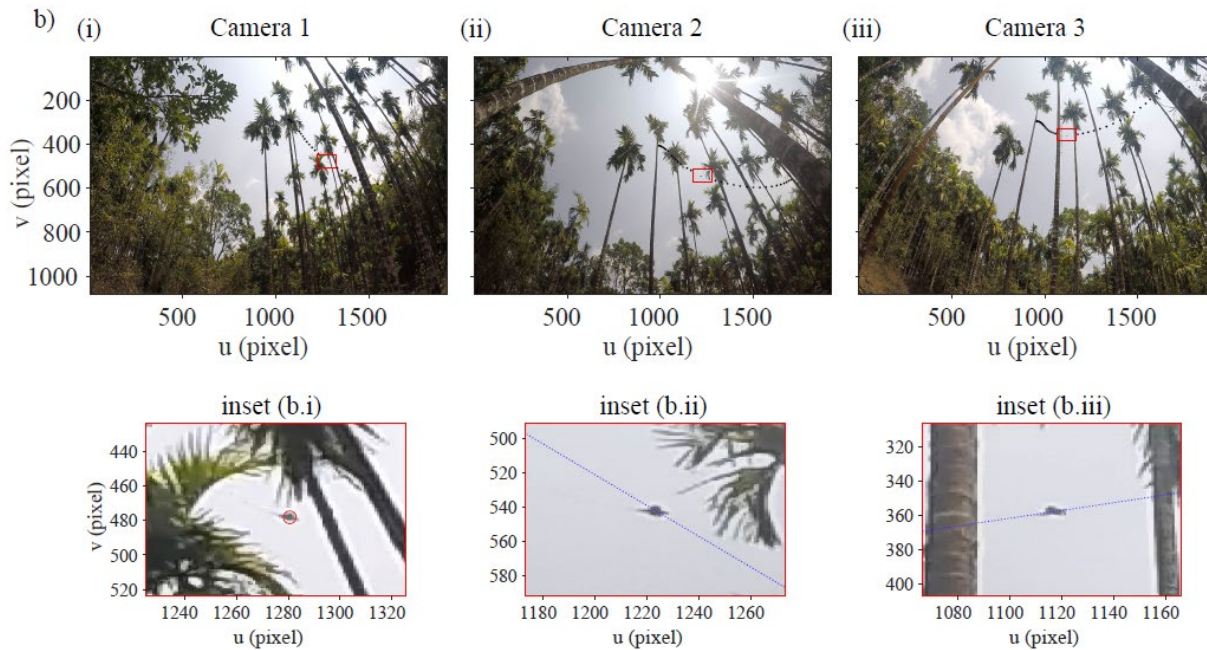 b) (i) Camera 1 (ii) Camera 2 (iii) Camera 3
200
400
600
800
1000
v (pixel)
500 1000 1500 500 1000 1500 500 1000 1500
u (pixel) u (pixel) u (pixel)
inset (b.i) inset (b.ii) inset (b.iii)
440
460
480
500
520
v (pixel)
1240 1260 1280 1300 1320
u (pixel)
500
520
540
560
580
1180 1200 1220 1240 1260
u (pixel)
320
340
360
380
400
1080 1100 1120 1140 1160
u (pixel)